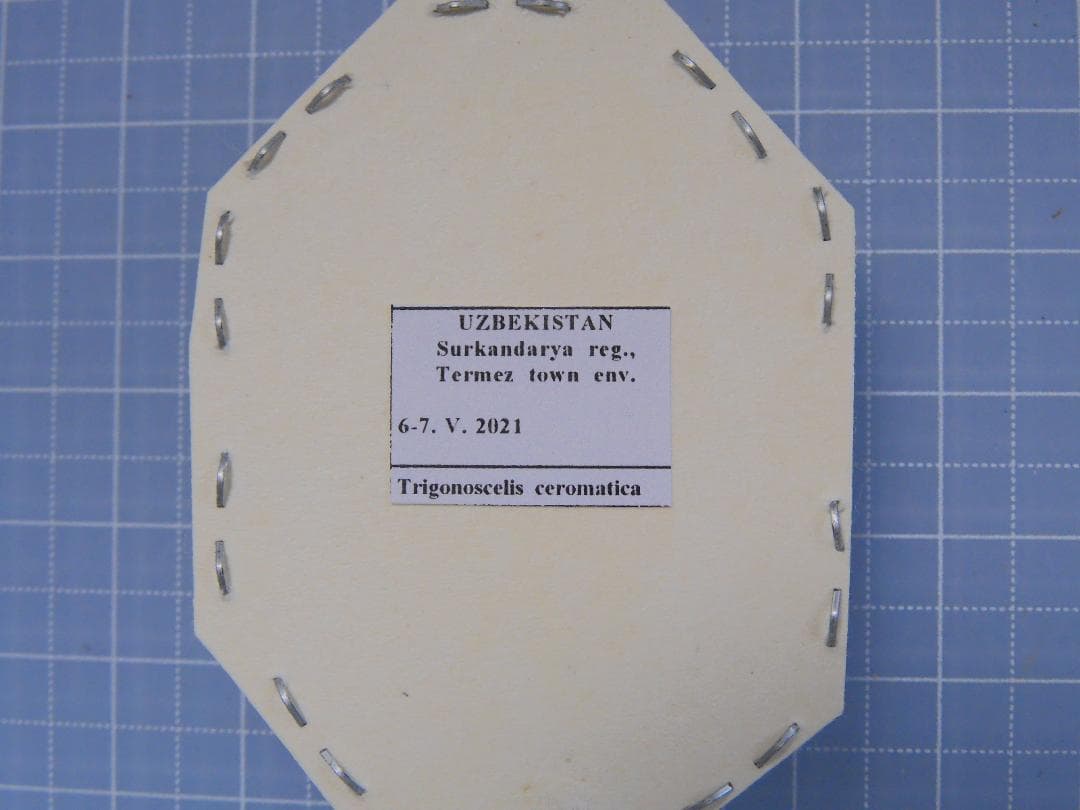 UZBEKISTAN
Surkandarya reg.,
Termez town env.
6-7. V. 2021
Trigonoscelis ceromatica